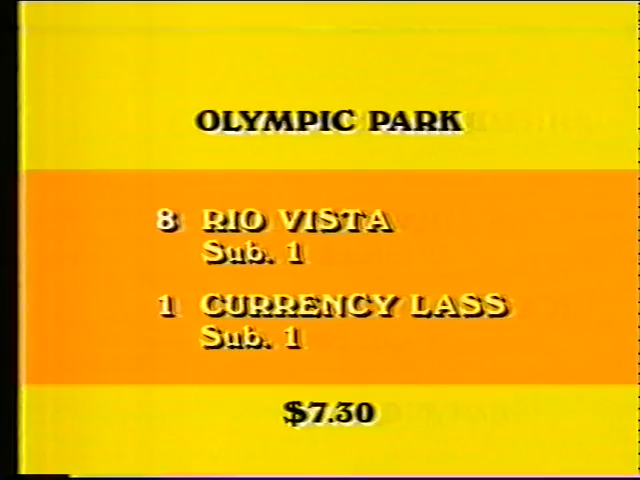 OLYMPIC PARK
8 RIO VISTA
Sub. 1
1 CURRENCY LASS
Sub. 1
$7.30